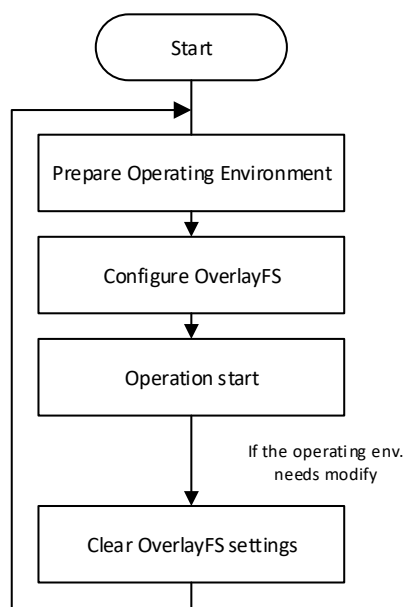 Start
Prepare Operating Environment
Configure OverlayFS
Operation start
If the operating env.
needs modify
Clear OverlayFS settings